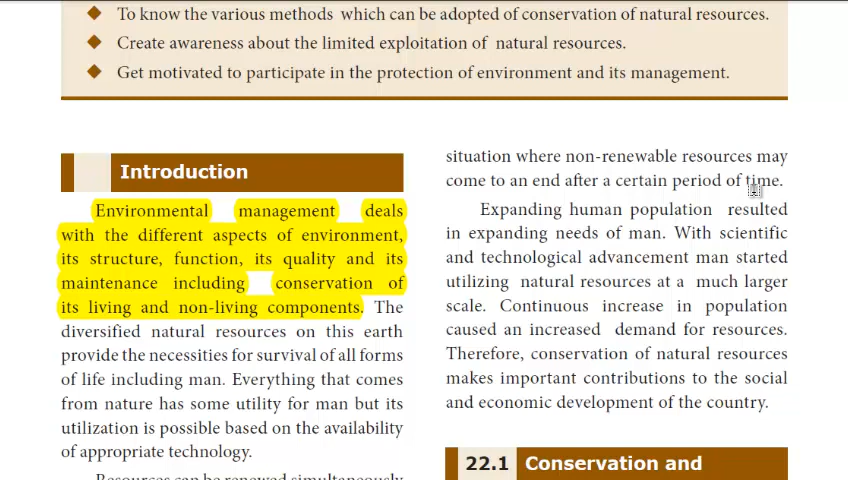 To know the various methods which can be adopted of conservation of natural resources.
Create awareness about the limited exploitation of natural resources.
Get motivated to participate in the protection of environment and its management.
Introduction
Environmental management deals
with the different aspects of environment,
its structure, function, its quality and its
maintenance including conservation of
its living and non-living components. The
diversified natural resources on this earth
provide the necessities for survival of all forms
of life including man. Everything that comes
from nature has some utility for man but its
utilization is possible based on the availability
of appropriate technology.
Resources can be renewed simultaneously
situation where non-renewable resources may
come to an end after a certain period of time.
Expanding human population resulted
in expanding needs of man. With scientific
and technological advancement man started
utilizing natural resources at a much larger
scale. Continuous increase in population
caused an increased demand for resources.
Therefore, conservation of natural resources
makes important contributions to the social
and economic development of the country.
22.1 Conservation and